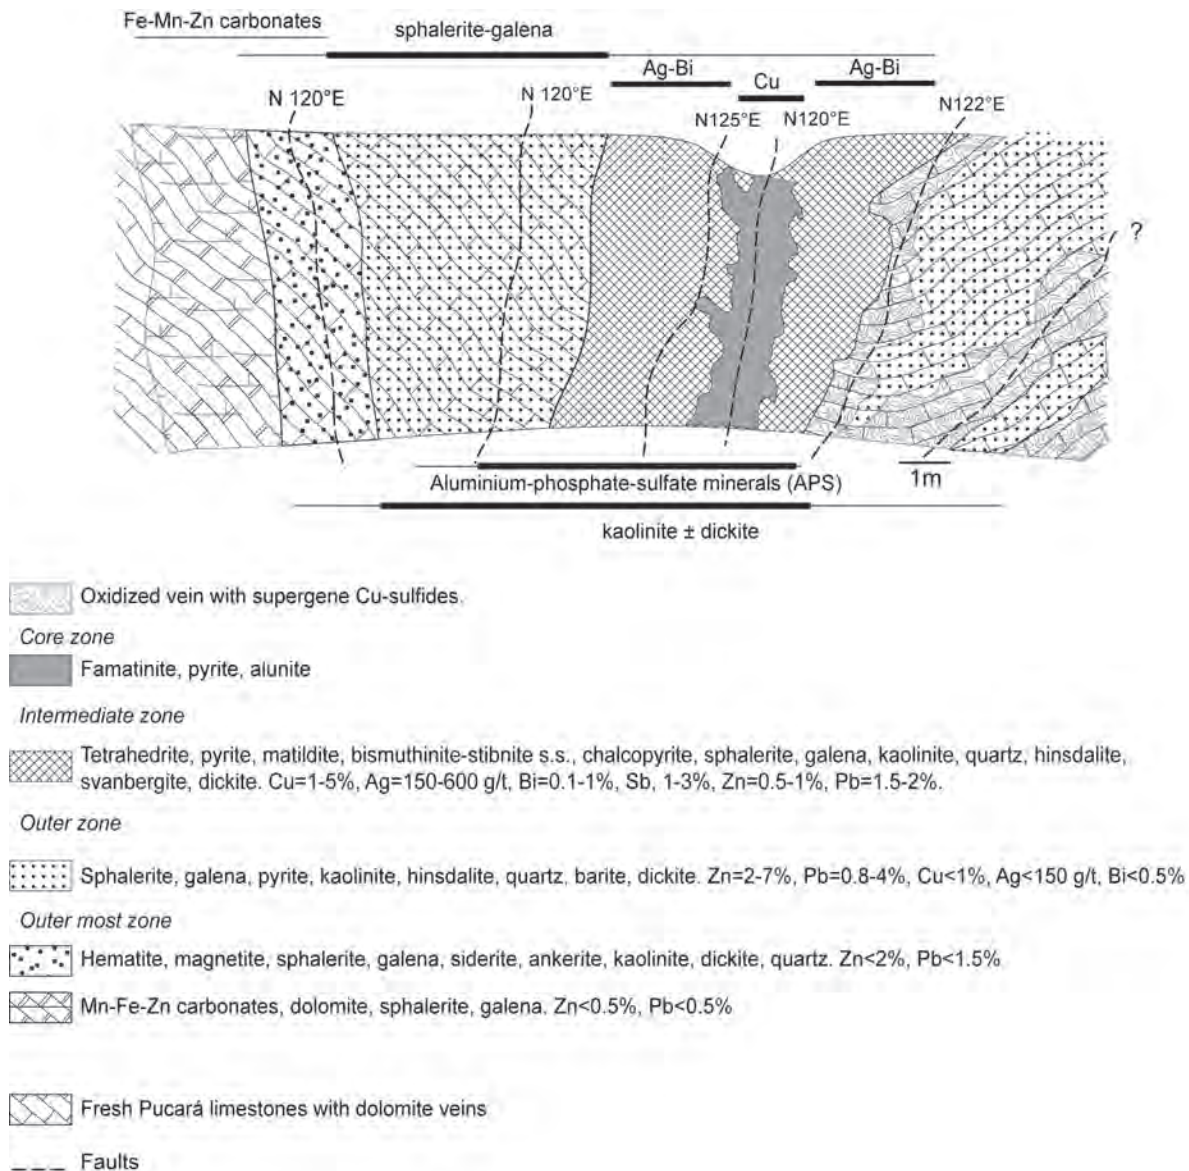 Fe-Mn-Zn carbonates
sphalerite-galena
Ag-Bi
Cu
Ag-Bi
N 120°E
N 120°E
N125°E
N120°E
N122°E
?
1m
Aluminium-phosphate-sulfate minerals (APS)
kaolinite ± dickite
Oxidized vein with supergene Cu-sulfides.
Core zone
Famatinite, pyrite, alunite
Intermediate zone
Tetrahedrite, pyrite, matildite, bismuthinite-stibnite s.s., chalcopyrite, sphalerite, galena, kaolinite, quartz, hinsdalite,
svanbergite, dickite. Cu=1-5%, Ag=150-600 g/t, Bi=0.1-1%, Sb, 1-3%, Zn=0.5-1%, Pb=1.5-2%.
Outer zone
Sphalerite, galena, pyrite, kaolinite, hinsdalite, quartz, barite, dickite. Zn=2-7%, Pb=0.8-4%, Cu<1%, Ag<150 g/t, Bi<0.5%
Outer most zone
Hematite, magnetite, sphalerite, galena, siderite, ankerite, kaolinite, dickite, quartz. Zn<2%, Pb<1.5%
Mn-Fe-Zn carbonates, dolomite, sphalerite, galena. Zn<0.5%, Pb<0.5%
Fresh Pucará limestones with dolomite veins
Faults